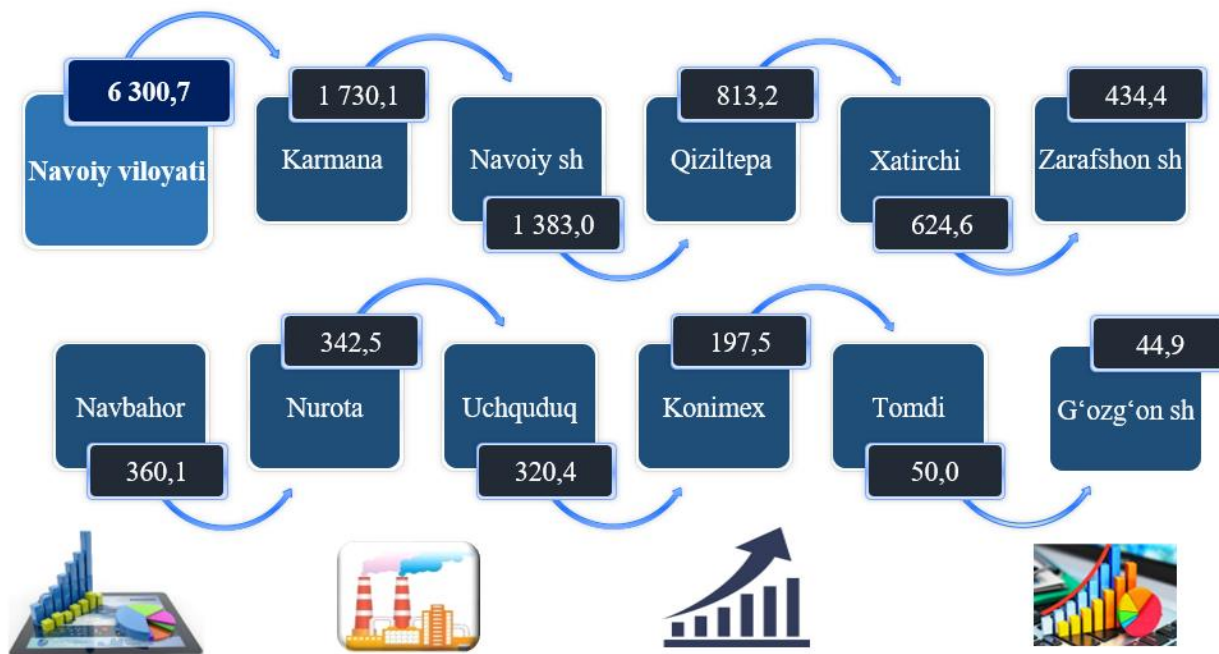 6 300,7
Navoiy viloyati
1 730,1
Karmana
Navoiy sh
1 383,0
813,2
Qiziltepa
Xatirchi
624,6
434,4
Zarafshon sh
Navbahor
360,1
342,5
Nurota
Uchquduq
320,4
197,5
Konimex
Tomdi
50,0
44,9
G‘ozg‘on sh